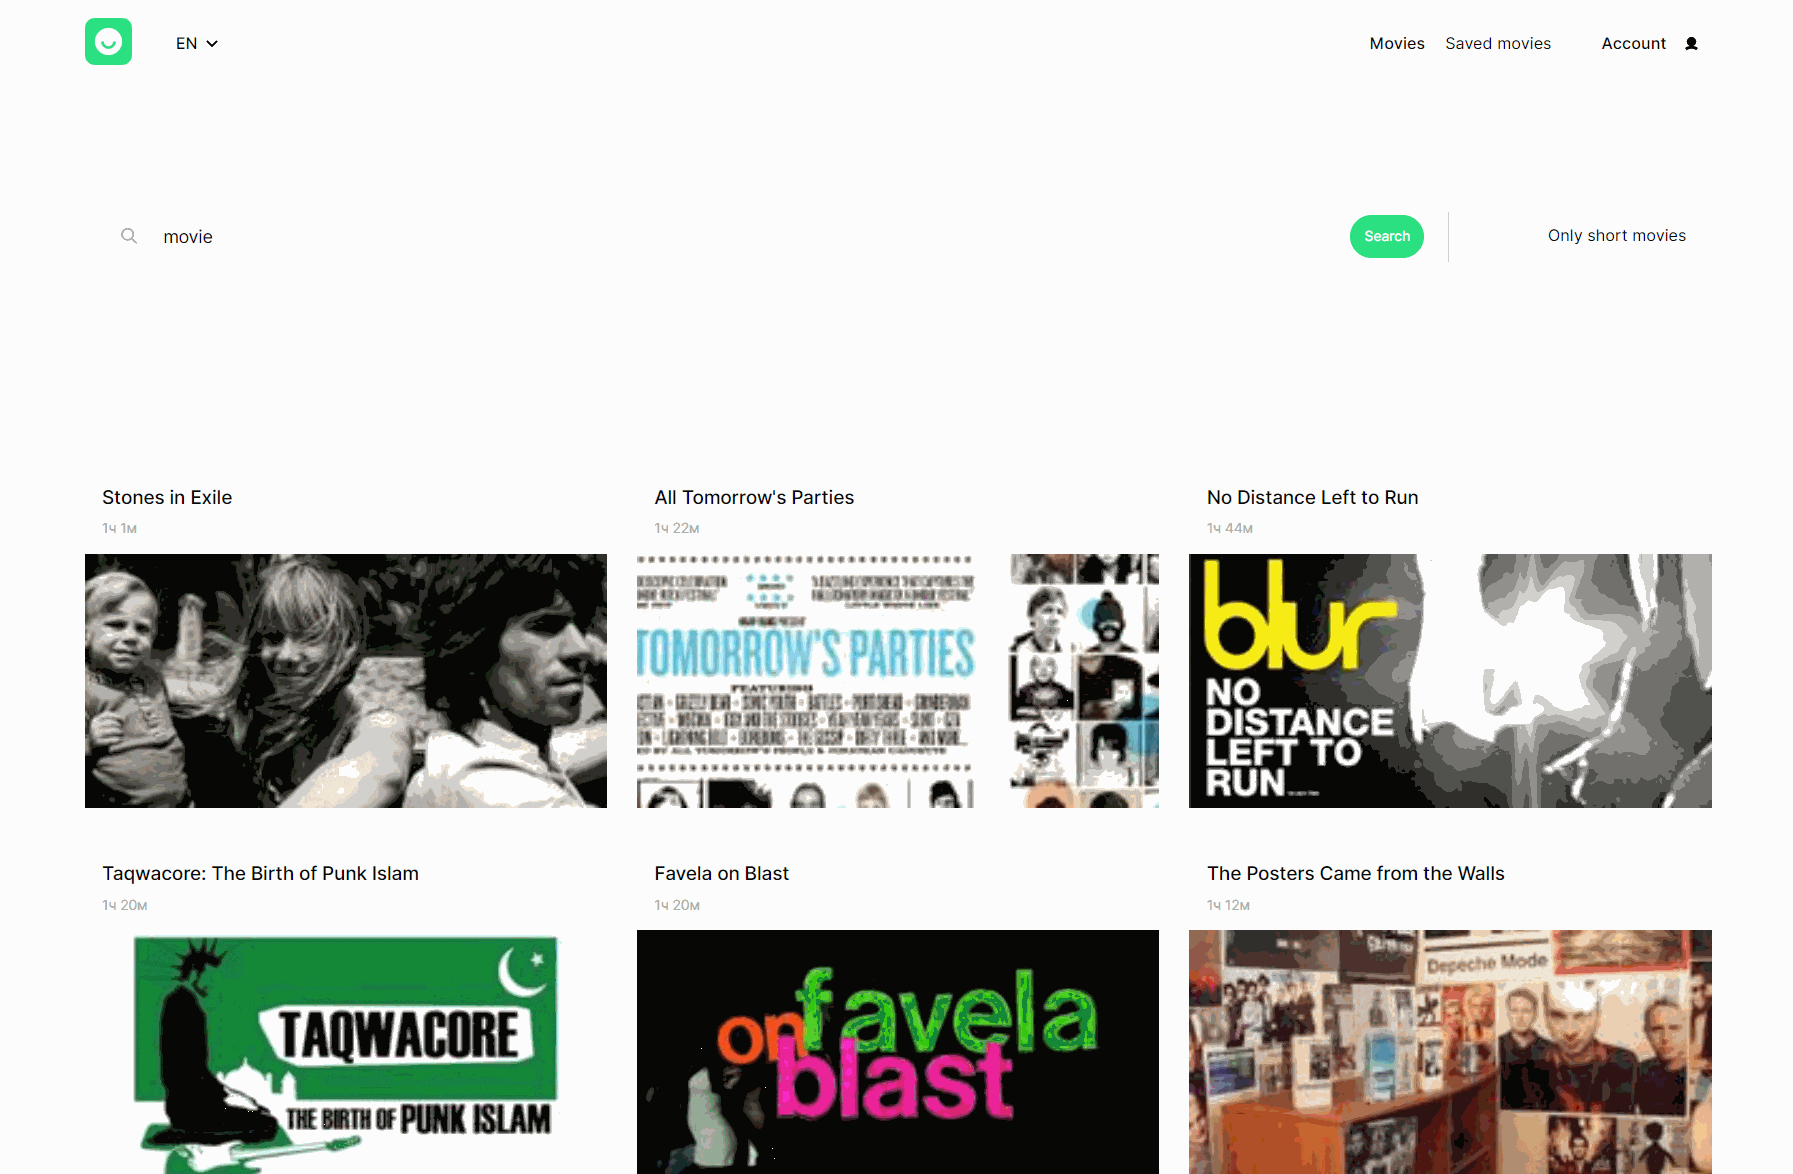 EN
Movies Saved movies Account
movie
Search
Only short movies
Stones in Exile
1ч 1м
All Tomorrow's Parties
1ч 22м
No Distance Left to Run
1ч 44м
TOMORROW'S PARTIES
FEATURING
blur
NO
DISTANCE
LEFT TO
RUN
Taqwacore: The Birth of Punk Islam
1ч 20м
Favela on Blast
1ч 20м
The Posters Came from the Walls
1ч 12м
TAQWACORE
THE BIRTH OF PUNK ISLAM
favela
on
blast
Depeche Mode